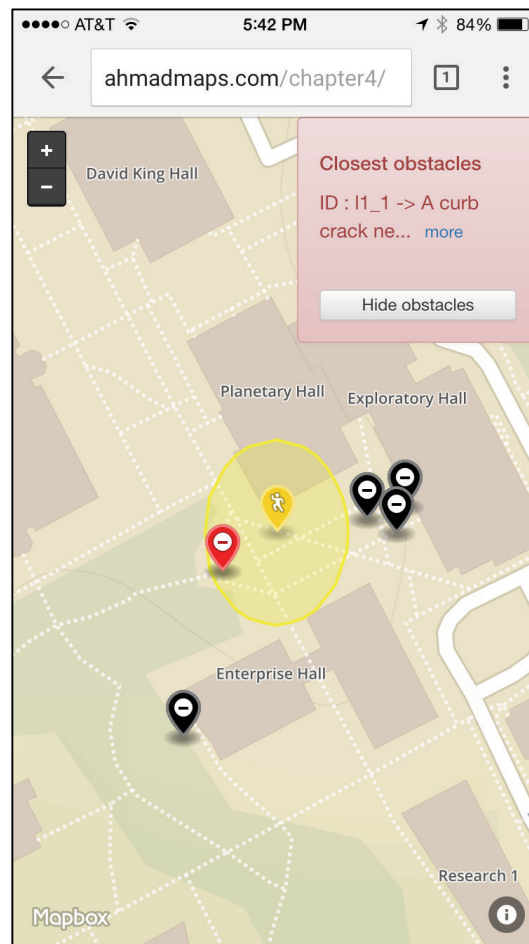 AT&T 5:42 PM 84%
ahmadmaps.com/chapter4/ 1
+
−
David King Hall
Closest obstacles
ID : I1_1 -> A curb
crack ne... more
Hide obstacles
Planetary Hall
Exploratory Hall
Enterprise Hall
Research 1
Mapbox
i